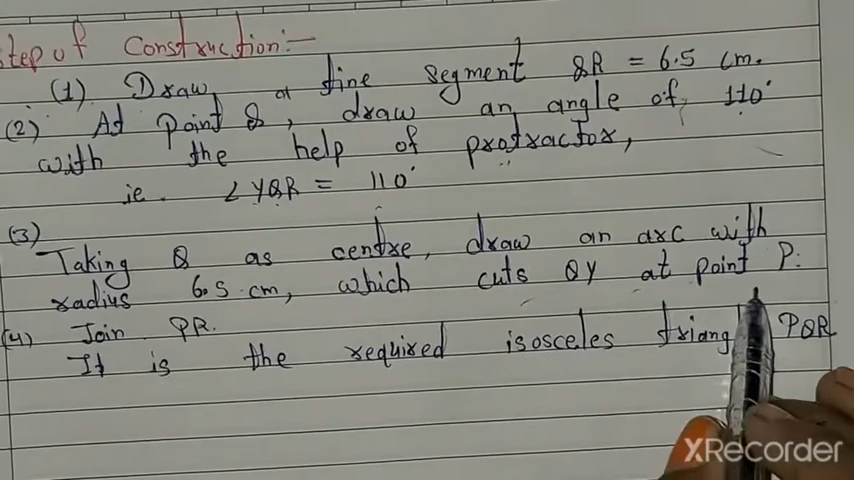 Step of Construction:-
(1) Draw a line segment QR = 6.5 cm.
(2) At point Q, draw an angle of 110°
with the help of protractor,
ie. ∠YQR = 110°
(3)
Taking Q as centre, draw an arc with
radius 6.5 cm, which cuts QY at point P.
(4) Join PR.
It is the required isosceles triang PQR
XRecorder